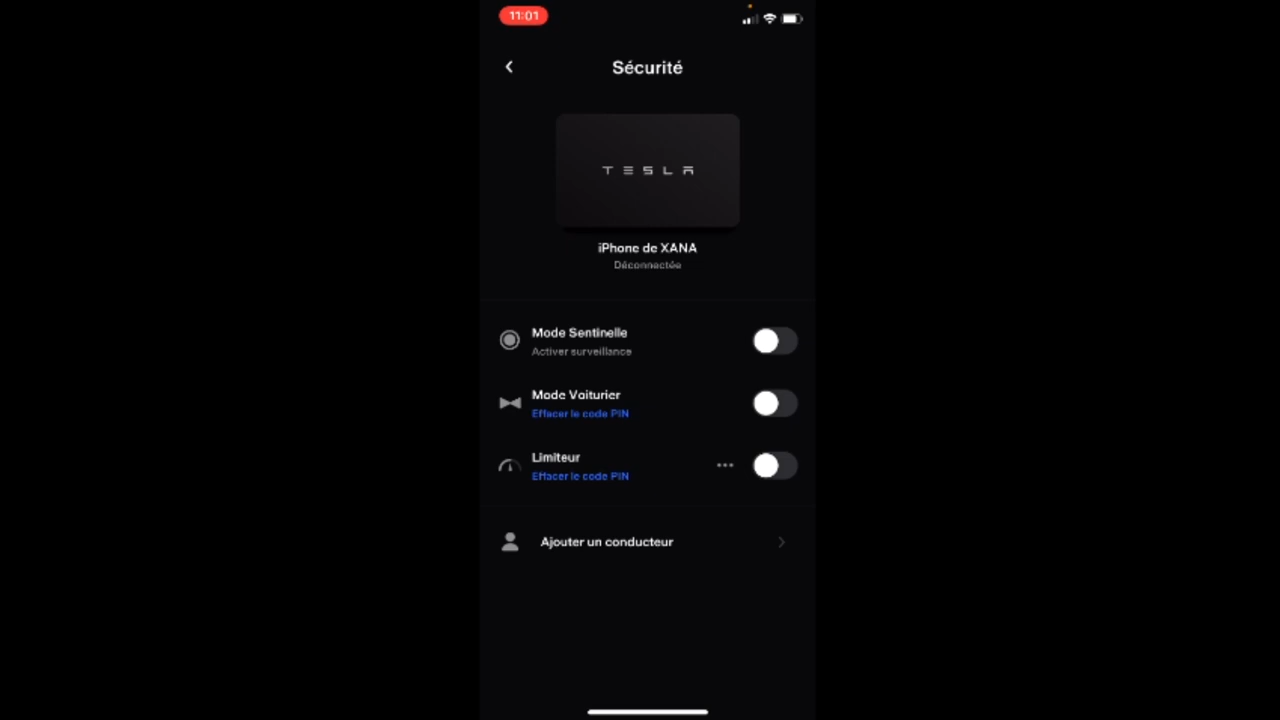 11:01
Sécurité
TESLA
iPhone de XANA
Déconnectée
Mode Sentinelle
Activer surveillance
Mode Voiturier
Effacer le code PIN
Limiteur
Effacer le code PIN
Ajouter un conducteur